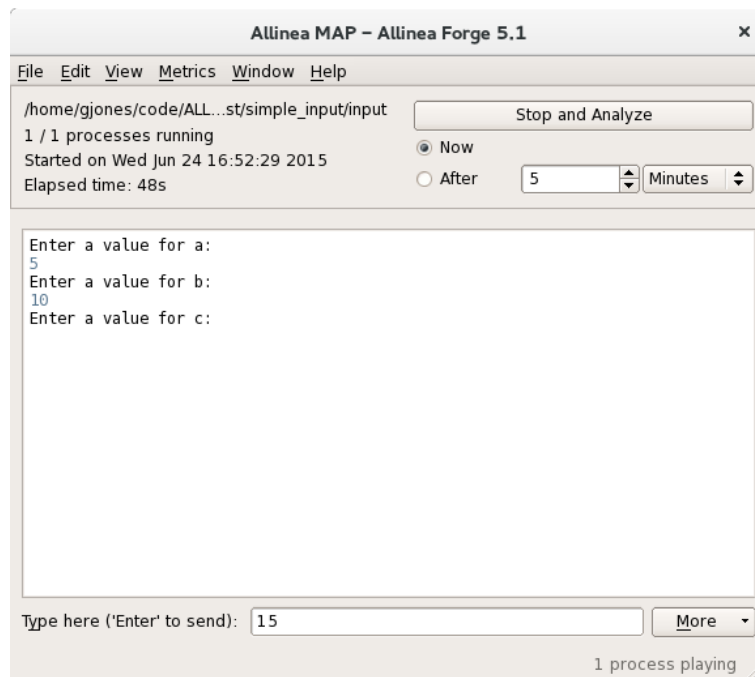 Allinea MAP – Allinea Forge 5.1
×
File Edit View Metrics Window Help
/home/gjones/code/ALL...st/simple_input/input
1 / 1 processes running
Started on Wed Jun 24 16:52:29 2015
Elapsed time: 48s
Stop and Analyze
Now
After 5 Minutes
Enter a value for a:
5
Enter a value for b:
10
Enter a value for c:
Type here ('Enter' to send): 15 More
1 process playing